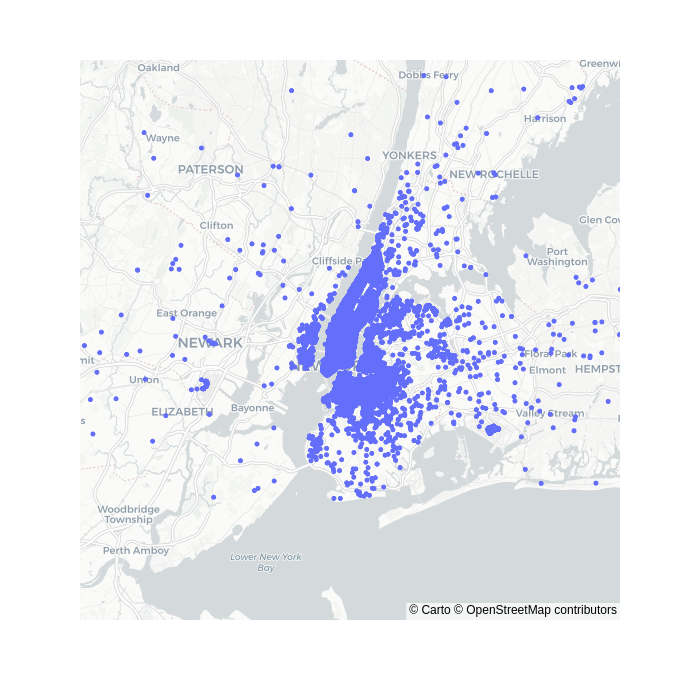 Oakland
Dobbs Ferry
Greenwi
Wayne
Harrison
YONKERS
PATERSON
NEW ROCHELLE
Glen Cov
Clifton
Port
Washington
Cliffside P
East Orange
NEWARK
Floral Park
mit
NEW
Elmont
HEMPST
Union
ELIZABETH
Bayonne
Valley Stream
s
F
Woodbridge
Township
Perth Amboy
Lower New York
Bay
© Carto © OpenStreetMap contributors